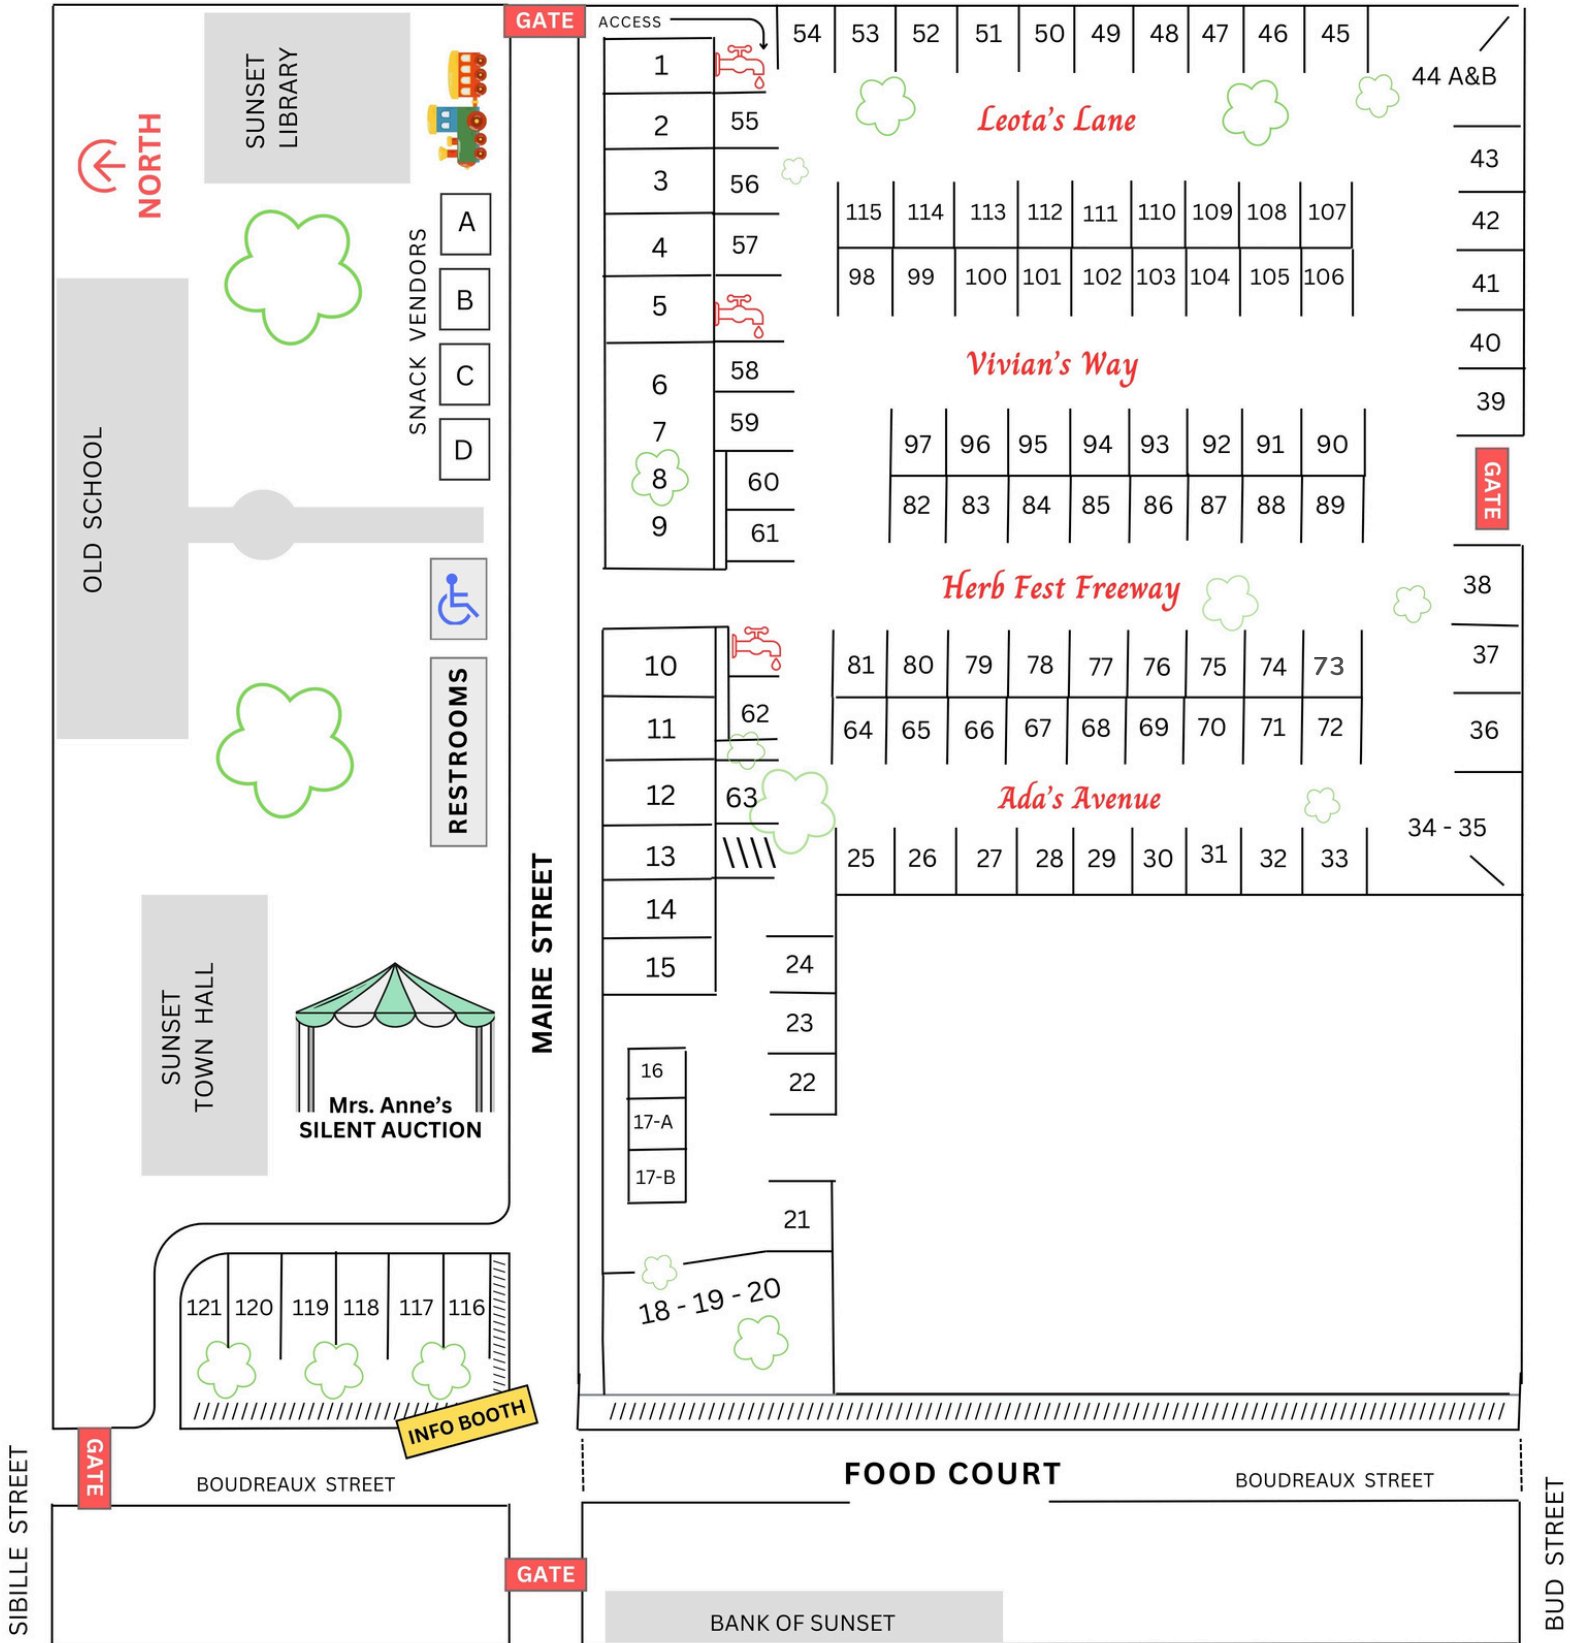 GATE
ACCESS
54 53 52 51 50 49 48 47 46 45
44 A&B
SUNSET
LIBRARY
NORTH
1
2
3
4
5
6
7
8
9
55
56
57
58
59
60
61
Leota's Lane
43
42
41
40
39
115 114 113 112 111 110 109 108 107
98 99 100 101 102 103 104 105 106
SNACK VENDORS
A
B
C
D
Vivian's Way
97 96 95 94 93 92 91 90
82 83 84 85 86 87 88 89
GATE
OLD SCHOOL
Herb Fest Freeway
38
37
36
34 - 35
RESTROOMS
10
11
12
13
14
15
62
63
81 80 79 78 77 76 75 74 73
64 65 66 67 68 69 70 71 72
Ada's Avenue
25 26 27 28 29 30 31 32 33
MAIRE STREET
24
23
22
SUNSET
TOWN HALL
Mrs. Anne's
SILENT AUCTION
16
17-A
17-B
21
18 - 19 - 20
121 120 119 118 117 116
INFO BOOTH
GATE
SIBILLE STREET
BOUDREAUX STREET
FOOD COURT
BOUDREAUX STREET
BUD STREET
GATE
BANK OF SUNSET